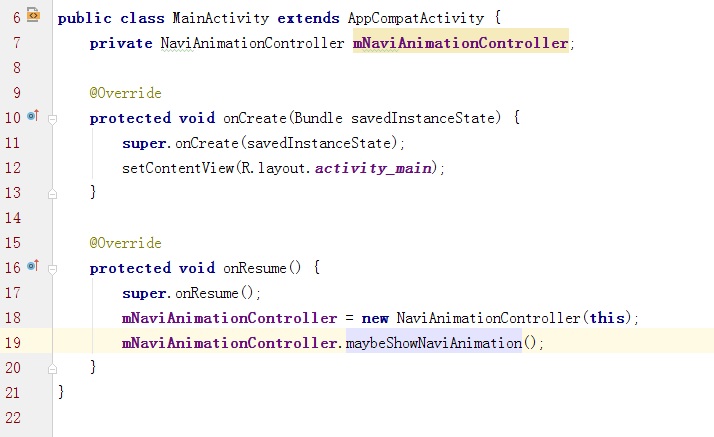 6 public class MainActivity extends AppCompatActivity {
7     private NaviAnimationController mNaviAnimationController;
8
9     @Override
10     protected void onCreate(Bundle savedInstanceState) {
11         super.onCreate(savedInstanceState);
12         setContentView(R.layout.activity_main);
13     }
14
15     @Override
16     protected void onResume() {
17         super.onResume();
18         mNaviAnimationController = new NaviAnimationController(this);
19         mNaviAnimationController.maybeShowNaviAnimation();
20     }
21 }
22